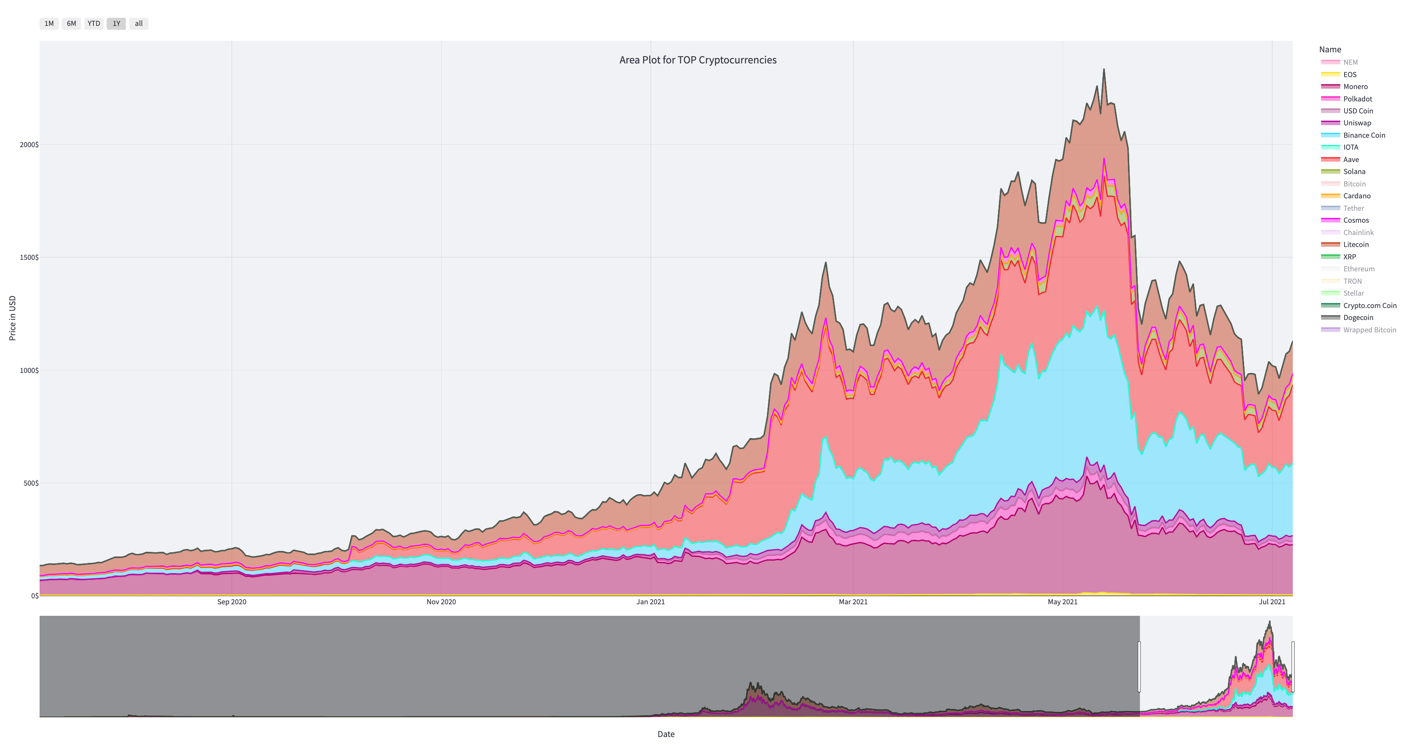 1M 6M YTD 1Y all
Area Plot for TOP Cryptocurrencies
Name
NEM
EOS
Monero
Polkadot
USD Coin
Uniswap
Binance Coin
IOTA
Aave
Solana
Bitcoin
Cardano
Tether
Cosmos
Chainlink
Litecoin
XRP
Ethereum
TRON
Stellar
Crypto.com Coin
Dogecoin
Wrapped Bitcoin
Price in USD
2000$
1500$
1000$
500$
0$
Sep 2020 Nov 2020 Jan 2021 Mar 2021 May 2021 Jul 2021
Date